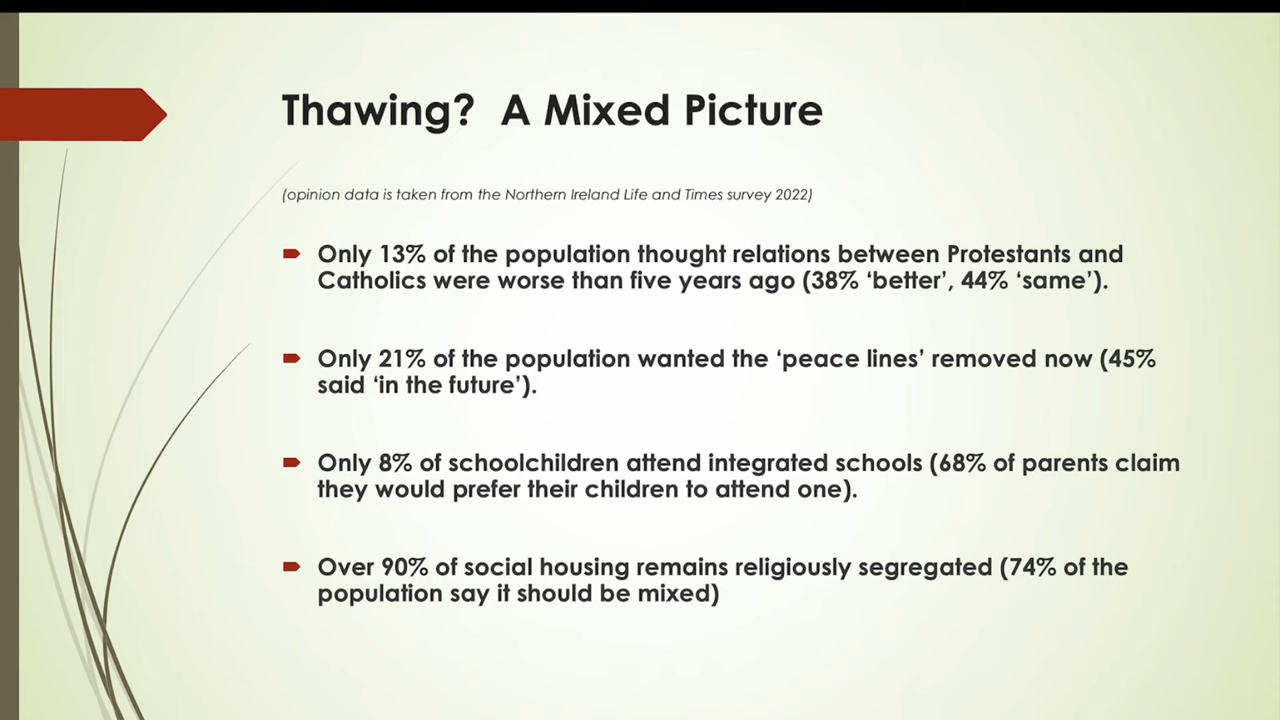 Thawing?  A Mixed Picture
(opinion data is taken from the Northern Ireland Life and Times survey 2022)
Only 13% of the population thought relations between Protestants and
Catholics were worse than five years ago (38% ‘better’, 44% ‘same’).
Only 21% of the population wanted the ‘peace lines’ removed now (45%
said ‘in the future’).
Only 8% of schoolchildren attend integrated schools (68% of parents claim
they would prefer their children to attend one).
Over 90% of social housing remains religiously segregated (74% of the
population say it should be mixed)